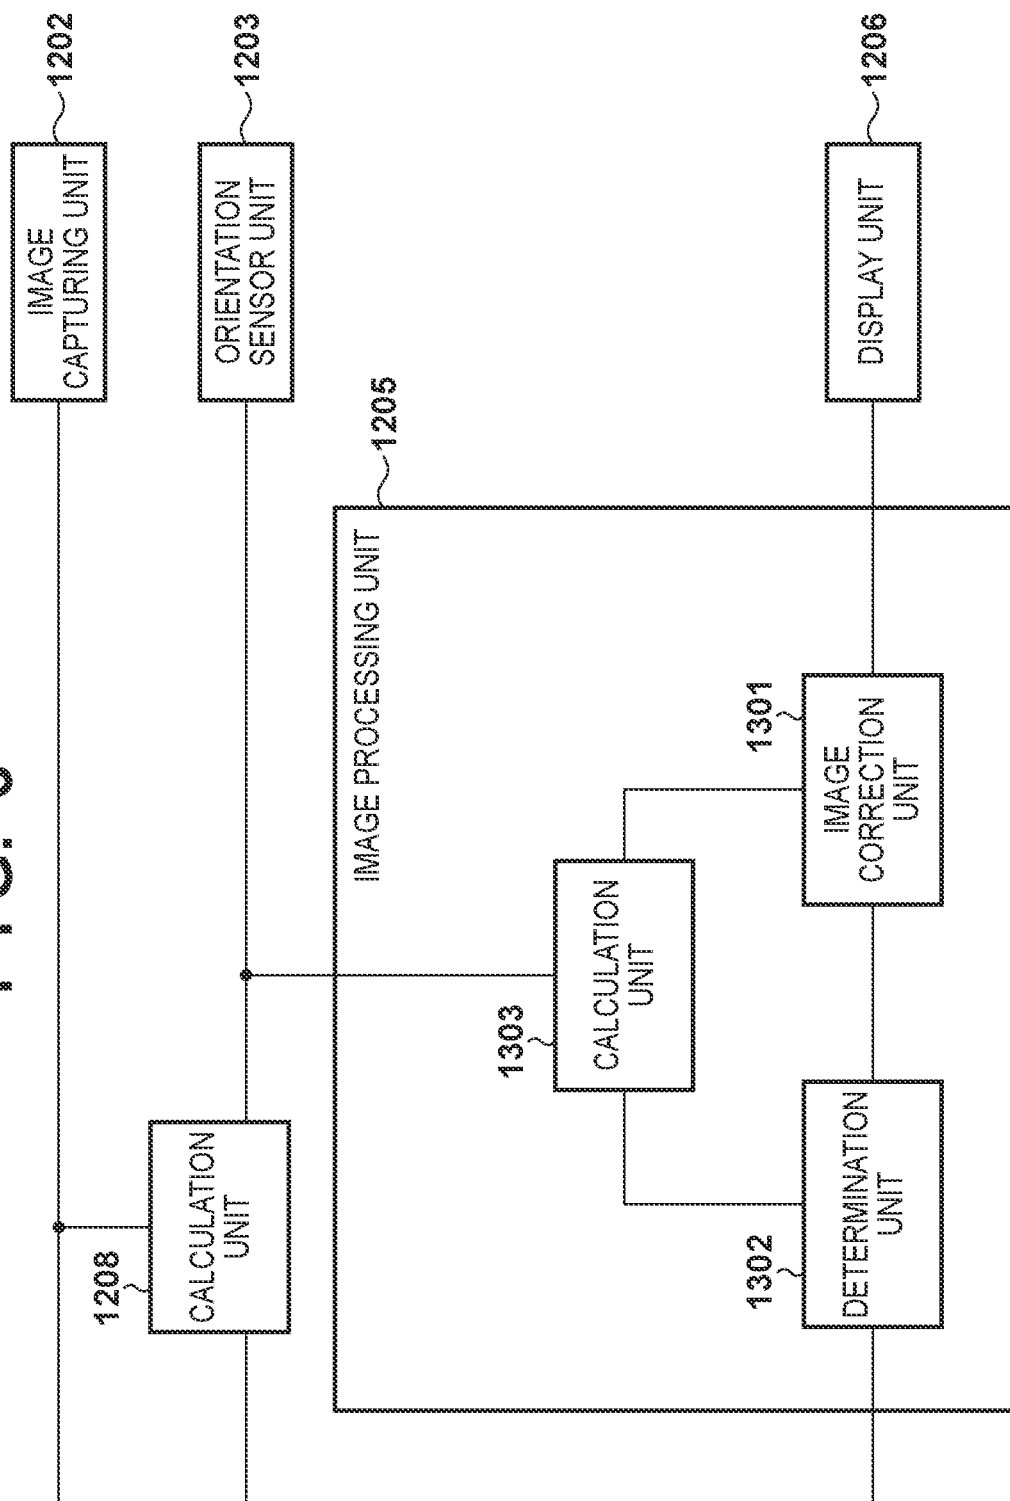 1202
IMAGE
CAPTURING UNIT
1203
ORIENTATION
SENSOR UNIT
1206
DISPLAY UNIT
1205
IMAGE PROCESSING UNIT
1301
IMAGE
CORRECTION
UNIT
1303
CALCULATION
UNIT
1302
DETERMINATION
UNIT
1208
CALCULATION
UNIT